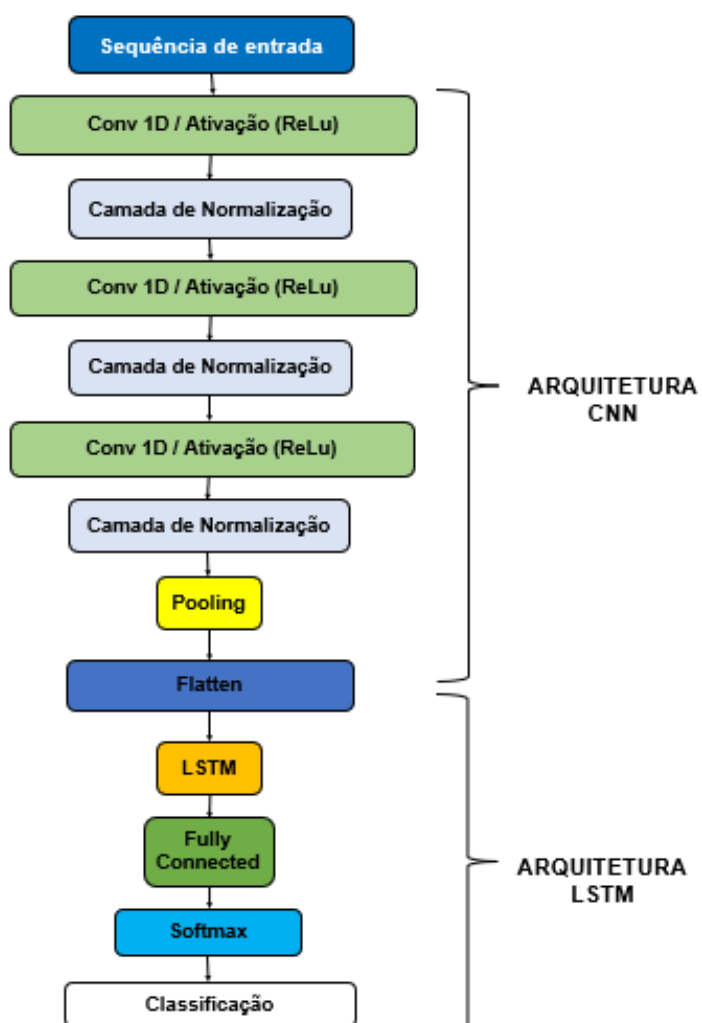 Sequência de entrada
Conv 1D / Ativação (ReLu)
Camada de Normalização
Conv 1D / Ativação (ReLu)
Camada de Normalização
Conv 1D / Ativação (ReLu)
Camada de Normalização
Pooling
Flatten
ARQUITETURA
CNN
LSTM
Fully
Connected
Softmax
Classificação
ARQUITETURA
LSTM